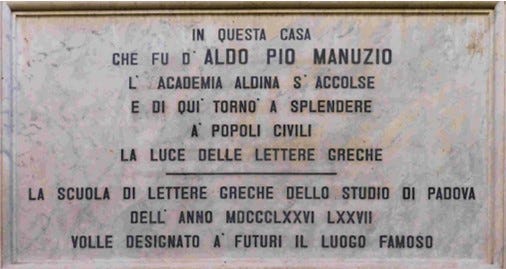 IN QUESTA CASA
CHE FU D' ALDO PIO MANUZIO
L' ACADEMIA ALDINA S' ACCOLSE
E DI QUI' TORNO' A SPLENDERE
A' POPOLI CIVILI
LA LUCE DELLE LETTERE GRECHE
LA SCUOLA DI LETTERE GRECHE DELLO STUDIO DI PADOVA
DELL' ANNO MDCCCLXXVI LXXVII
VOLLE DESIGNATO A' FUTURI IL LUOGO FAMOSO